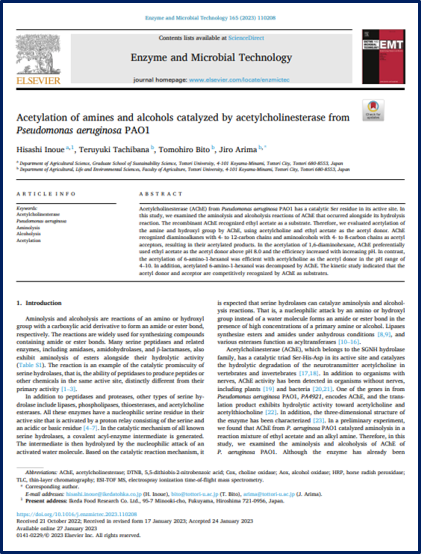 Enzyme and Microbial Technology 165 (2023) 110208
Contents lists available at ScienceDirect
Enzyme and Microbial Technology
journal homepage: www.elsevier.com/locate/enzmictec
ELSEVIER
EMT
Acetylation of amines and alcohols catalyzed by acetylcholinesterase from
Pseudomonas aeruginosa PAO1
Hisashi Inoue a,1, Teruyuki Tachibana b, Tomohiro Bito b, Jiro Arima b,*
a Department of Agricultural Science, Graduate School of Sustainability Science, Tottori University, 4-101 Koyama-Minami, Tottori City, Tottori 680-8553, Japan
b Department of Agricultural, Life and Environmental Sciences, Faculty of Agriculture, Tottori University, 4-101 Koyama-Minami, Tottori City, Tottori 680-8553, Japan
ARTICLE INFO
Keywords:
Acetylcholinesterase
Pseudomonas aeruginosa
Aminolysis
Alcoholysis
Acetylation
ABSTRACT
Acetylcholinesterase (AChE) from Pseudomonas aeruginosa PAO1 has a catalytic Ser residue in its active site. In
this study, we examined the aminolysis and alcoholysis reactions of AChE that occurred alongside its hydrolysis
reaction. The recombinant AChE recognized ethyl acetate as a substrate. Therefore, we evaluated acetylation of
the amine and hydroxyl group by AChE, using acetylcholine and ethyl acetate as the acetyl donor. AChE
recognized diaminoalkanes with 4- to 12-carbon chains and aminoalcohols with 4- to 8-carbon chains as acetyl
acceptors, resulting in their acetylated products. In the acetylation of 1,6-diaminohexane, AChE preferentially
used ethyl acetate as the acetyl donor above pH 8.0 and the efficiency increased with increasing pH. In contrast,
the acetylation of 6-amino-1-hexanol was efficient with acetylcholine as the acetyl donor in the pH range of
4–10. In addition, acetylated 6-amino-1-hexanol was decomposed by AChE. The kinetic study indicated that the
acetyl donor and acceptor are competitively recognized by AChE as substrates.
1. Introduction
Aminolysis and alcoholysis are reactions of an amino or hydroxyl
group with a carboxylic acid derivative to form an amide or ester bond,
respectively. The reactions are widely used for synthesizing compounds
containing amide or ester bonds. Many serine peptidases and related
enzymes, including amidases, amidohydrolases, and β-lactamases, also
exhibit aminolysis of esters alongside their hydrolytic activity
(Table S1). The reaction is an example of the catalytic promiscuity of
serine hydrolases, that is, the ability of peptidases to produce peptides or
other chemicals in the same active site, distinctly different from their
primary activity [1–3].
In addition to peptidases and proteases, other types of serine hy-
drolase include lipases, phospholipases, thioesterases, and acetylcholine
esterases. All these enzymes have a nucleophilic serine residue in their
active site that is activated by a proton relay consisting of the serine and
an acidic or basic residue [4–7]. In the catalytic mechanism of all known
serine hydrolases, a covalent acyl-enzyme intermediate is generated.
The intermediate is then hydrolyzed by the nucleophilic attack of an
activated water molecule. Based on the catalytic reaction mechanism, it
is expected that serine hydrolases can catalyze aminolysis and alcohol-
ysis reactions. That is, a nucleophilic attack by an amino or hydroxyl
group instead of a water molecule forms an amide or ester bond in the
presence of high concentrations of a primary amine or alcohol. Lipases
synthesize esters and amides under anhydrous conditions [8,9], and
various esterases function as acyltransferases [10–16].
Acetylcholinesterase (AChE), which belongs to the SGNH hydrolase
family, has a catalytic triad Ser-His-Asp in its active site and catalyzes
the hydrolytic degradation of the neurotransmitter acetylcholine in
vertebrates and invertebrates [17,18]. In addition to organisms with
nerves, AChE activity has been detected in organisms without nerves,
including plants [19] and bacteria [20,21]. One of the genes in from
Pseudomonas aeruginosa PAO1, PA4921, encodes AChE, and the trans-
lation product exhibits hydrolytic activity toward acetylcholine and
acetylthiocholine [22]. In addition, the three-dimensional structure of
the enzyme has been characterized [23]. In a preliminary experiment,
we found that AChE from P. aeruginosa PAO1 catalyzed aminolysis in a
reaction mixture of ethyl acetate and an alkyl amine. Therefore, in this
study, we examined the aminolysis and alcoholysis of AChE of
P. aeruginosa PAO1. Although the enzyme has already been
Abbreviations: AChE, acetylcholinesterase; DTNB, 5,5-dithiobis-2-nitrobenzoic acid; Cox, choline oxidase; Aox, alcohol oxidase; HRP, horse radish peroxidase;
TLC, thin-layer chromatography; ESI-TOF MS, electrospray ionization time-of-flight mass spectrometry.
* Corresponding author.
E-mail addresses: hisashi.inoue@ikedashoku.co.jp (H. Inoue), bito@tottori-u.ac.jp (T. Bito), arima@tottori-u.ac.jp (J. Arima).
1 Present address: Ikeda Food Research Co., Ltd., 95-7 Minooki-cho, Fukuyama, Hiroshima 721-0956, Japan.
https://doi.org/10.1016/j.enzmictec.2023.110208
Received 21 October 2022; Received in revised form 17 January 2023; Accepted 24 January 2023
Available online 27 January 2023
0141-0229/© 2023 Elsevier Inc. All rights reserved.